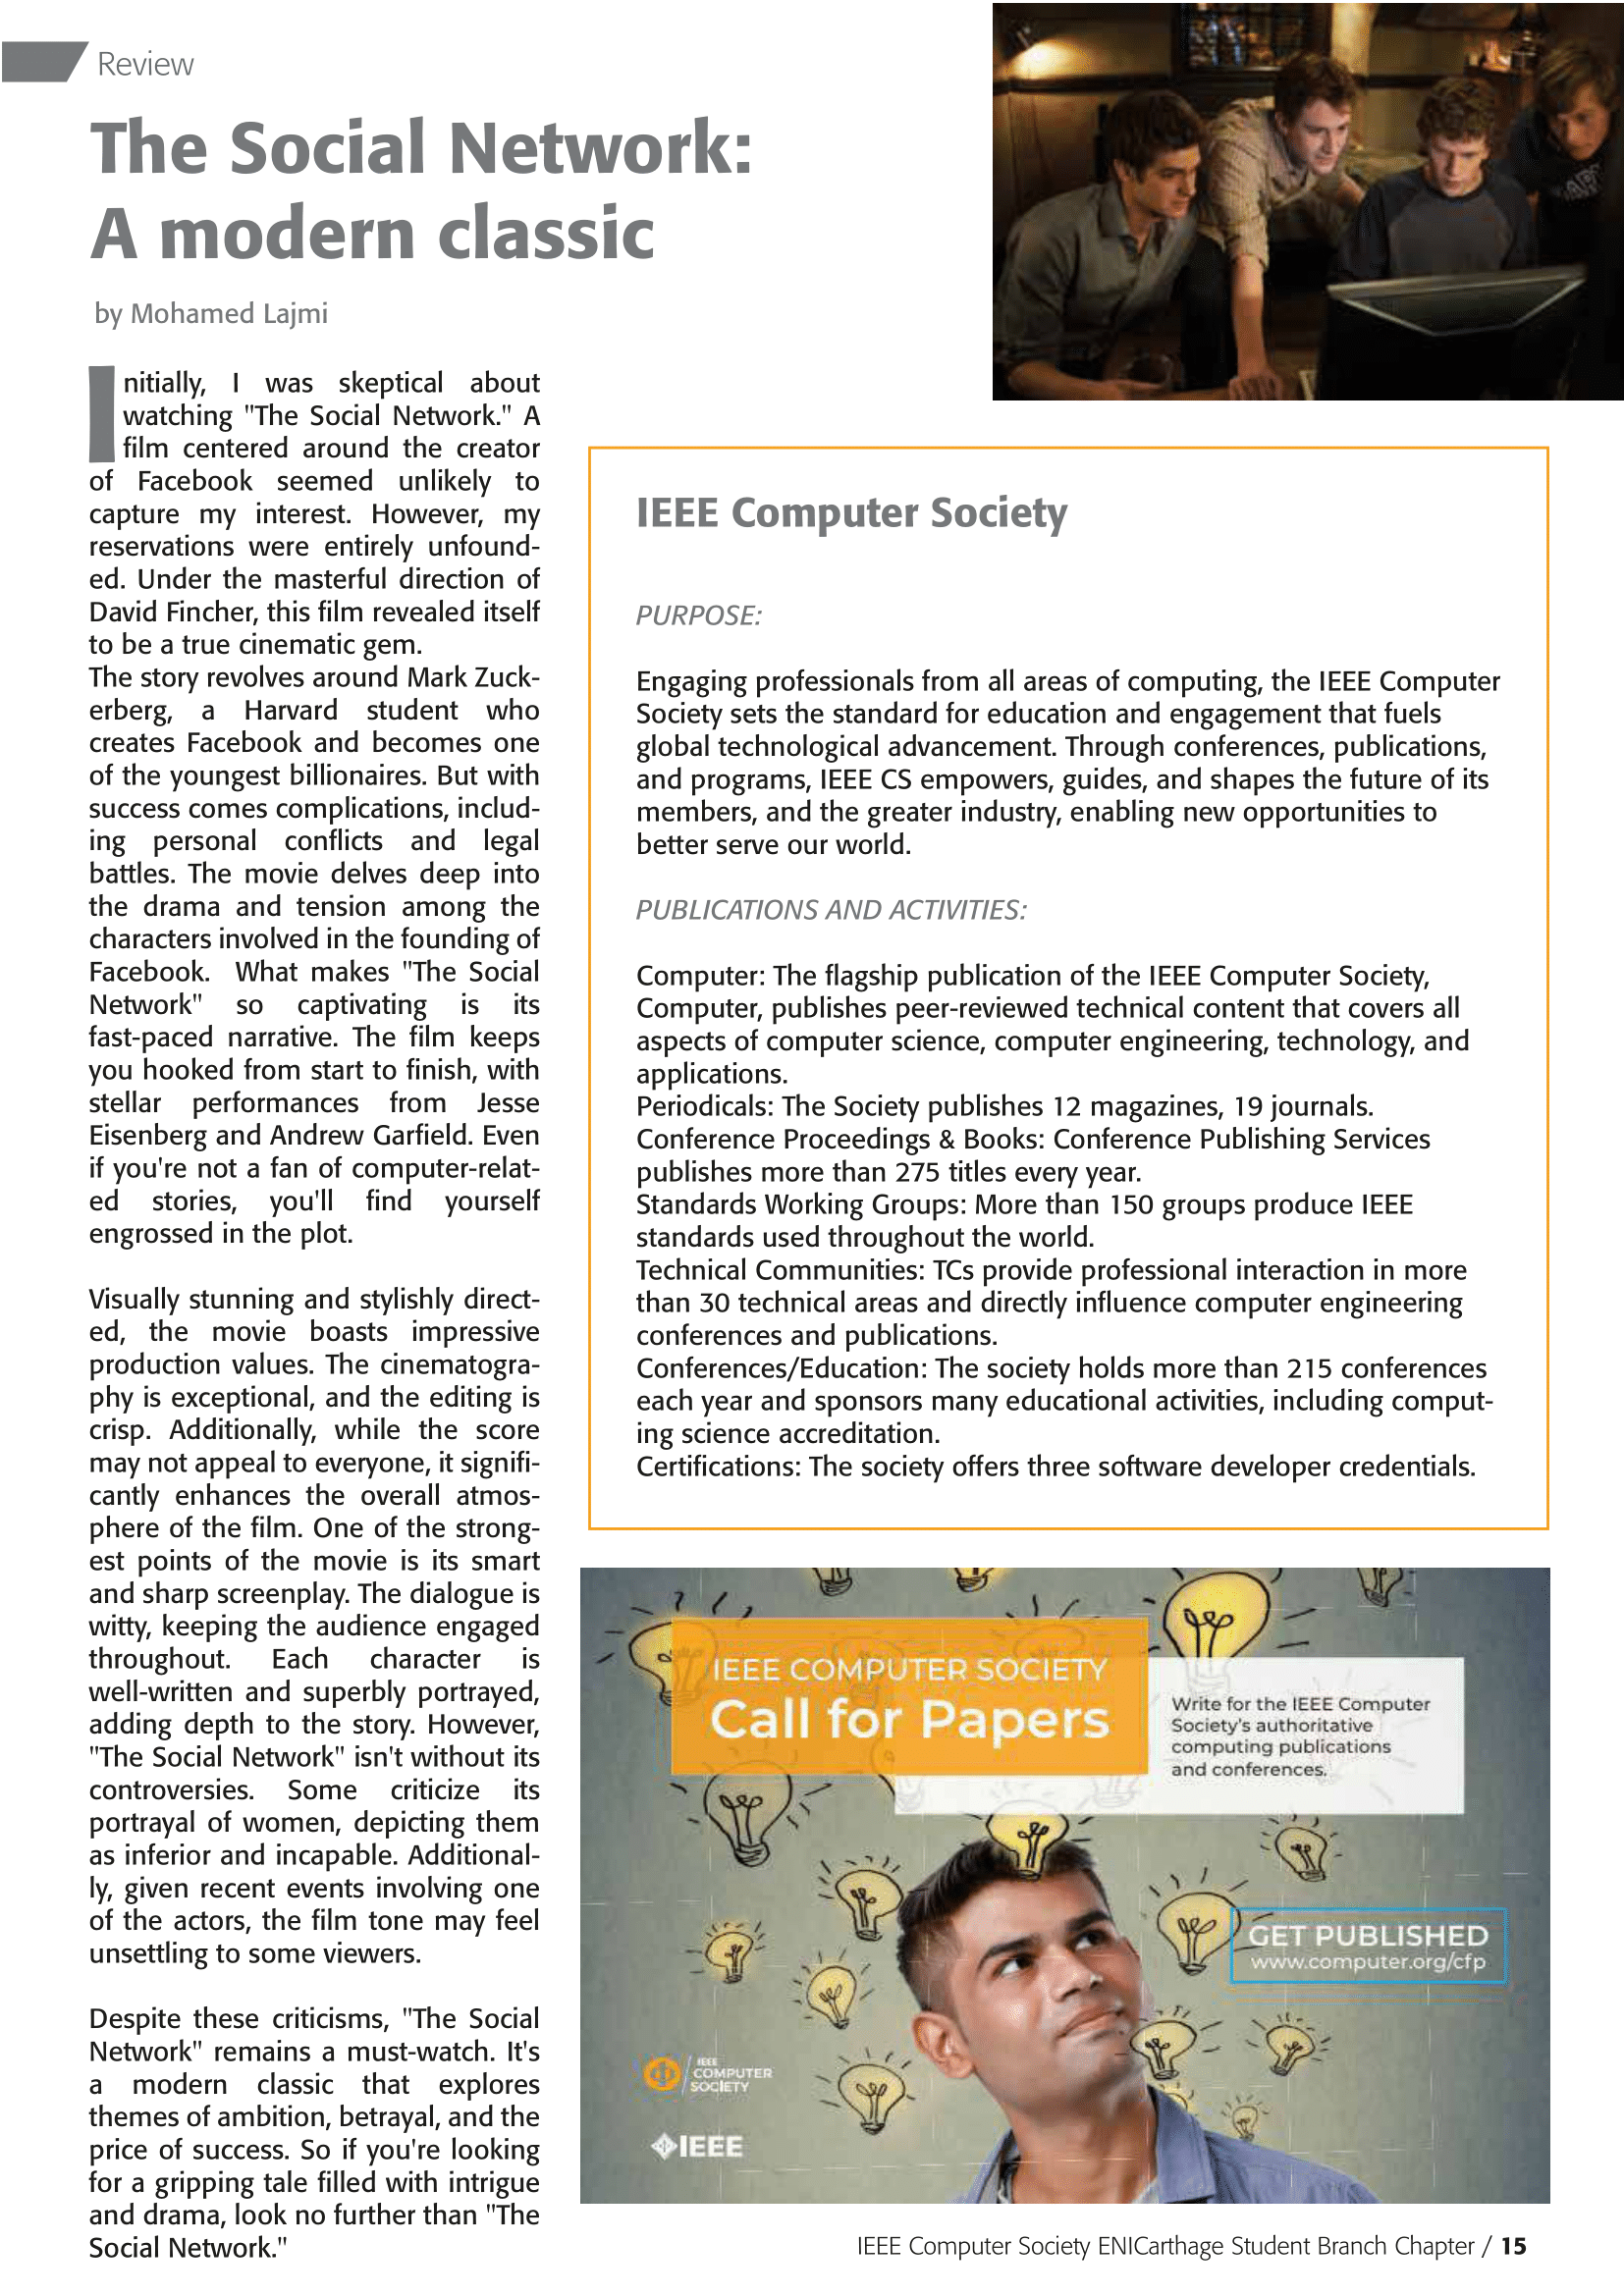 Review
The Social Network:
A modern classic
by Mohamed Lajmi
Initially, I was skeptical about
watching "The Social Network." A
film centered around the creator
of Facebook seemed unlikely to
capture my interest. However, my
reservations were entirely unfound-
ed. Under the masterful direction of
David Fincher, this film revealed itself
to be a true cinematic gem.
The story revolves around Mark Zuck-
erberg, a Harvard student who
creates Facebook and becomes one
of the youngest billionaires. But with
success comes complications, includ-
ing personal conflicts and legal
battles. The movie delves deep into
the drama and tension among the
characters involved in the founding of
Facebook. What makes "The Social
Network" so captivating is its
fast-paced narrative. The film keeps
you hooked from start to finish, with
stellar performances from Jesse
Eisenberg and Andrew Garfield. Even
if you're not a fan of computer-relat-
ed stories, you'll find yourself
engrossed in the plot.
Visually stunning and stylishly direct-
ed, the movie boasts impressive
production values. The cinematogra-
phy is exceptional, and the editing is
crisp. Additionally, while the score
may not appeal to everyone, it signifi-
cantly enhances the overall atmos-
phere of the film. One of the strong-
est points of the movie is its smart
and sharp screenplay. The dialogue is
witty, keeping the audience engaged
throughout. Each character is
well-written and superbly portrayed,
adding depth to the story. However,
"The Social Network" isn't without its
controversies. Some criticize its
portrayal of women, depicting them
as inferior and incapable. Additional-
ly, given recent events involving one
of the actors, the film tone may feel
unsettling to some viewers.
Despite these criticisms, "The Social
Network" remains a must-watch. It's
a modern classic that explores
themes of ambition, betrayal, and the
price of success. So if you're looking
for a gripping tale filled with intrigue
and drama, look no further than "The
Social Network."
IEEE Computer Society
PURPOSE:
Engaging professionals from all areas of computing, the IEEE Computer
Society sets the standard for education and engagement that fuels
global technological advancement. Through conferences, publications,
and programs, IEEE CS empowers, guides, and shapes the future of its
members, and the greater industry, enabling new opportunities to
better serve our world.
PUBLICATIONS AND ACTIVITIES:
Computer: The flagship publication of the IEEE Computer Society,
Computer, publishes peer-reviewed technical content that covers all
aspects of computer science, computer engineering, technology, and
applications.
Periodicals: The Society publishes 12 magazines, 19 journals.
Conference Proceedings & Books: Conference Publishing Services
publishes more than 275 titles every year.
Standards Working Groups: More than 150 groups produce IEEE
standards used throughout the world.
Technical Communities: TCs provide professional interaction in more
than 30 technical areas and directly influence computer engineering
conferences and publications.
Conferences/Education: The society holds more than 215 conferences
each year and sponsors many educational activities, including comput-
ing science accreditation.
Certifications: The society offers three software developer credentials.
IEEE COMPUTER SOCIETY
Call for Papers
Write for the IEEE Computer
Society's authoritative
computing publications
and conferences.
GET PUBLISHED
www.computer.org/cfp
IEEE
COMPUTER
SOCIETY
IEEE
IEEE Computer Society ENICarthage Student Branch Chapter / 15